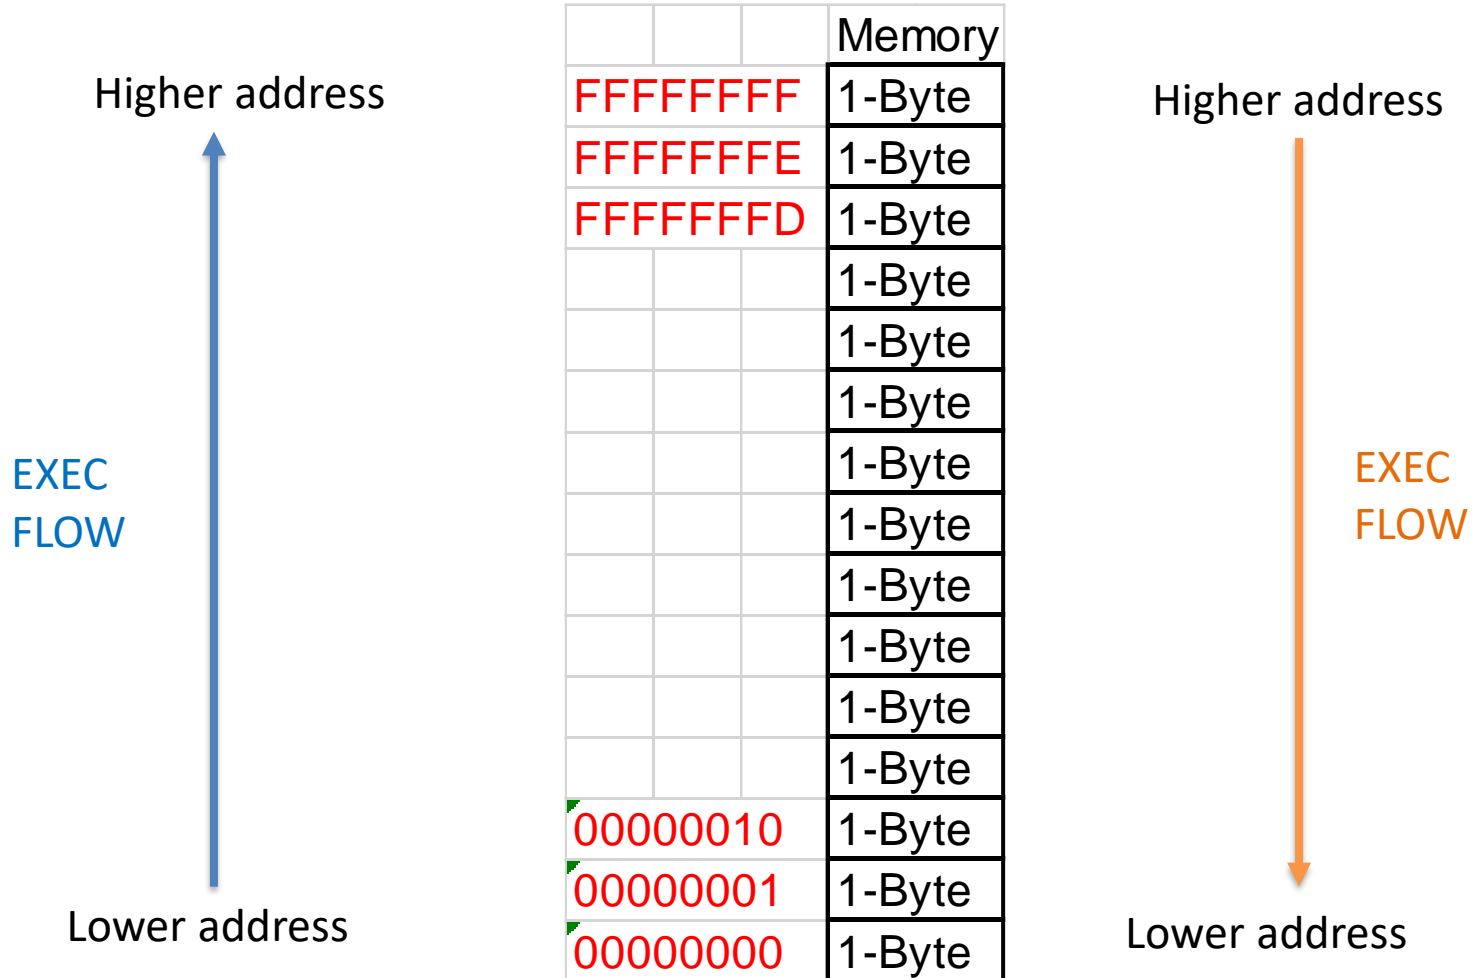 Memory
Higher address
FFFFFFFF 1-Byte
Higher address
FFFFFFFE 1-Byte
FFFFFFFD 1-Byte
1-Byte
1-Byte
1-Byte
EXEC
FLOW
1-Byte
EXEC
FLOW
1-Byte
1-Byte
1-Byte
1-Byte
1-Byte
00000010 1-Byte
00000001 1-Byte
Lower address
00000000 1-Byte
Lower address